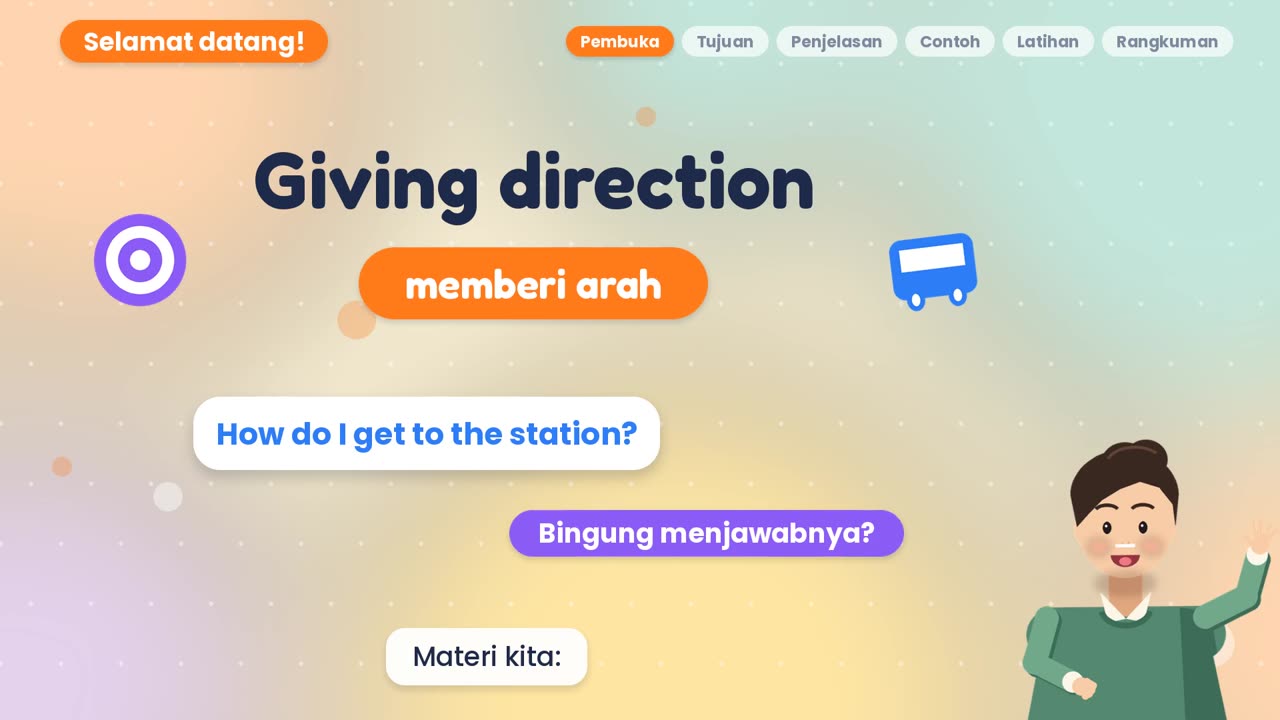 Selamat datang!
Pembuka Tujuan Penjelasan Contoh Latihan Rangkuman
Giving direction
memberi arah
How do I get to the station?
Bingung menjawabnya?
Materi kita: